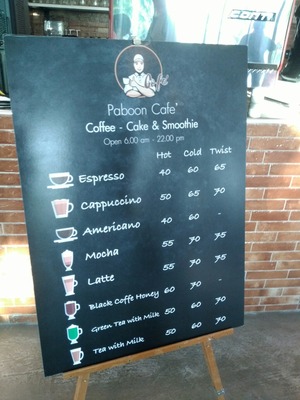 Paboon Cafe'
Coffee - Cake & Smoothie
Open 6.00 am - 22.00 pm
Hot Cold Twist
Espresso 40 60 65
Cappuccino 50 65 70
Americano 40 60 -
Mocha 55 70 75
Latte 55 70 75
Black Coffe Honey 60 70 -
Green Tea with Milk 50 60 70
Tea with Milk 50 60 70